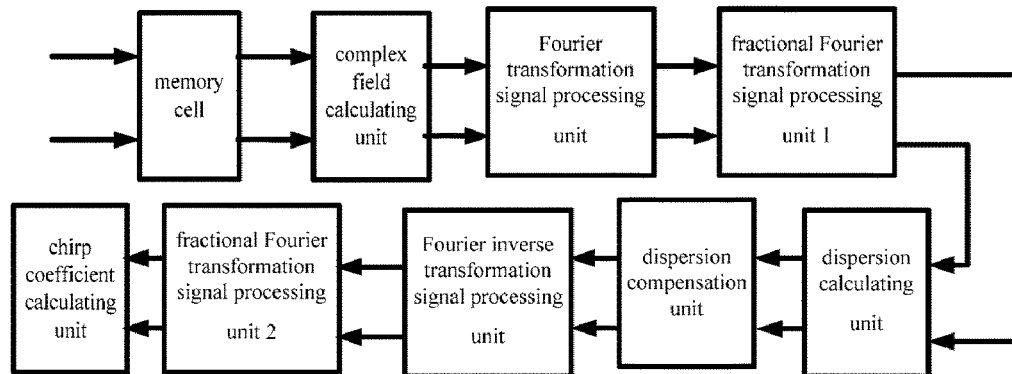 memory
cell
complex
field
calculating
unit
Fourier
transformation
signal processing
unit
fractional Fourier
transformation
signal processing
unit 1
chirp
coefficient
calculating
unit
fractional Fourier
transformation
signal processing
unit 2
Fourier inverse
transformation
signal processing
unit
dispersion
compensation
unit
dispersion
calculating
unit